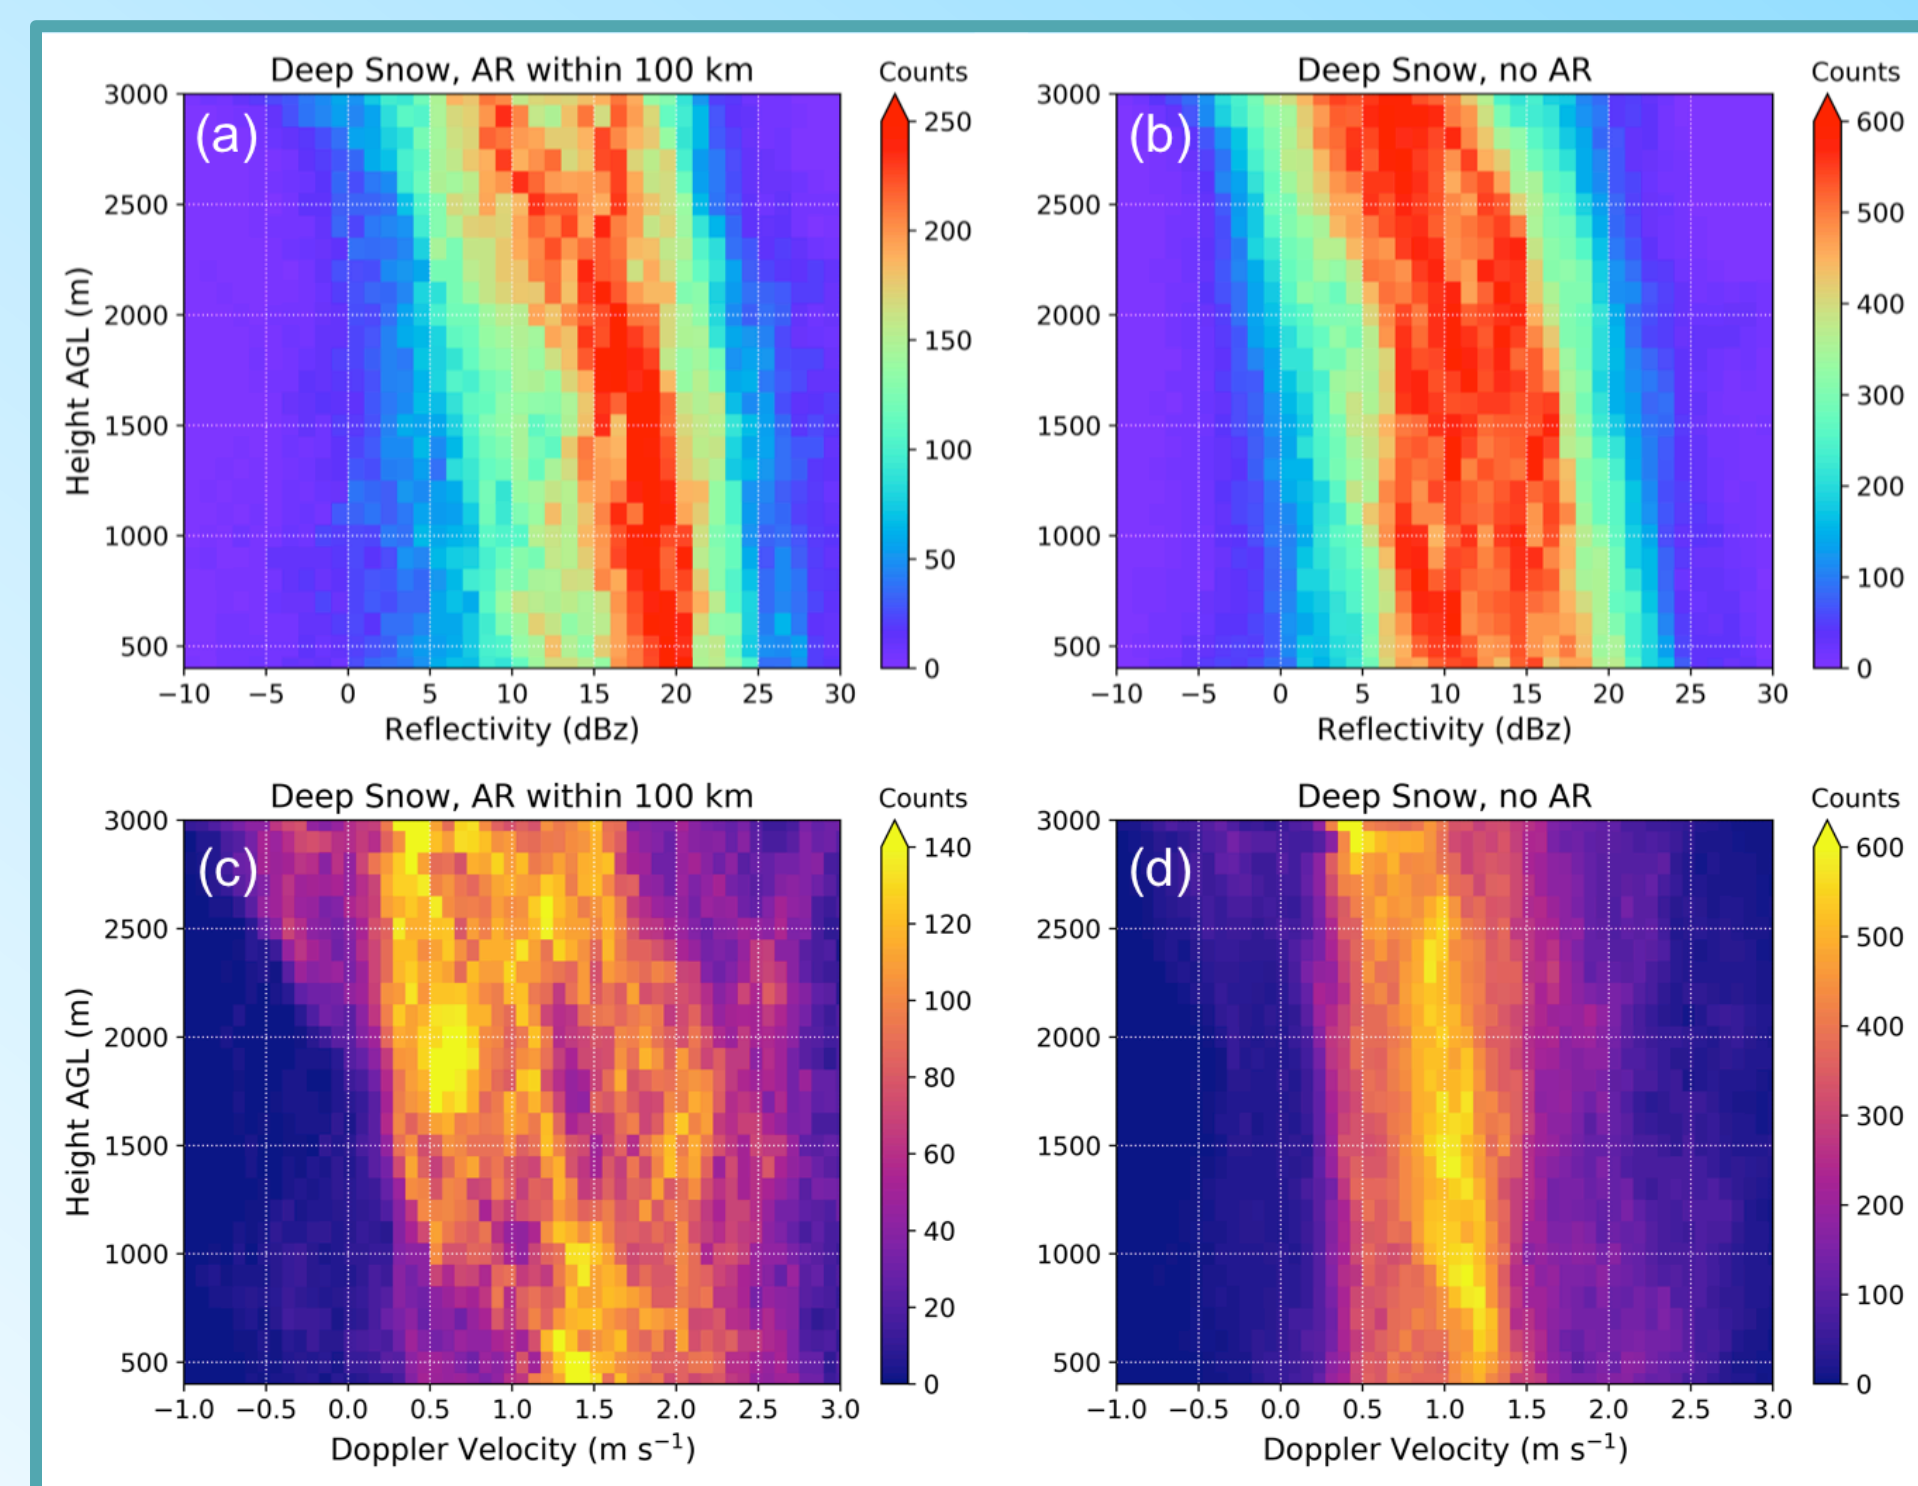 Deep Snow, AR within 100 km
Counts
(a)
3000
2500
2000
1500
1000
500
Height AGL (m)
−10 −5 0 5 10 15 20 25 30
Reflectivity (dBz)
250
200
150
100
50
0
Deep Snow, no AR
Counts
(b)
3000
2500
2000
1500
1000
500
−10 −5 0 5 10 15 20 25 30
Reflectivity (dBz)
600
500
400
300
200
100
0
Deep Snow, AR within 100 km
Counts
(c)
3000
2500
2000
1500
1000
500
Height AGL (m)
−1.0 −0.5 0.0 0.5 1.0 1.5 2.0 2.5 3.0
Doppler Velocity (m s⁻¹)
140
120
100
80
60
40
20
0
Deep Snow, no AR
Counts
(d)
3000
2500
2000
1500
1000
500
−1.0 −0.5 0.0 0.5 1.0 1.5 2.0 2.5 3.0
Doppler Velocity (m s⁻¹)
600
500
400
300
200
100
0